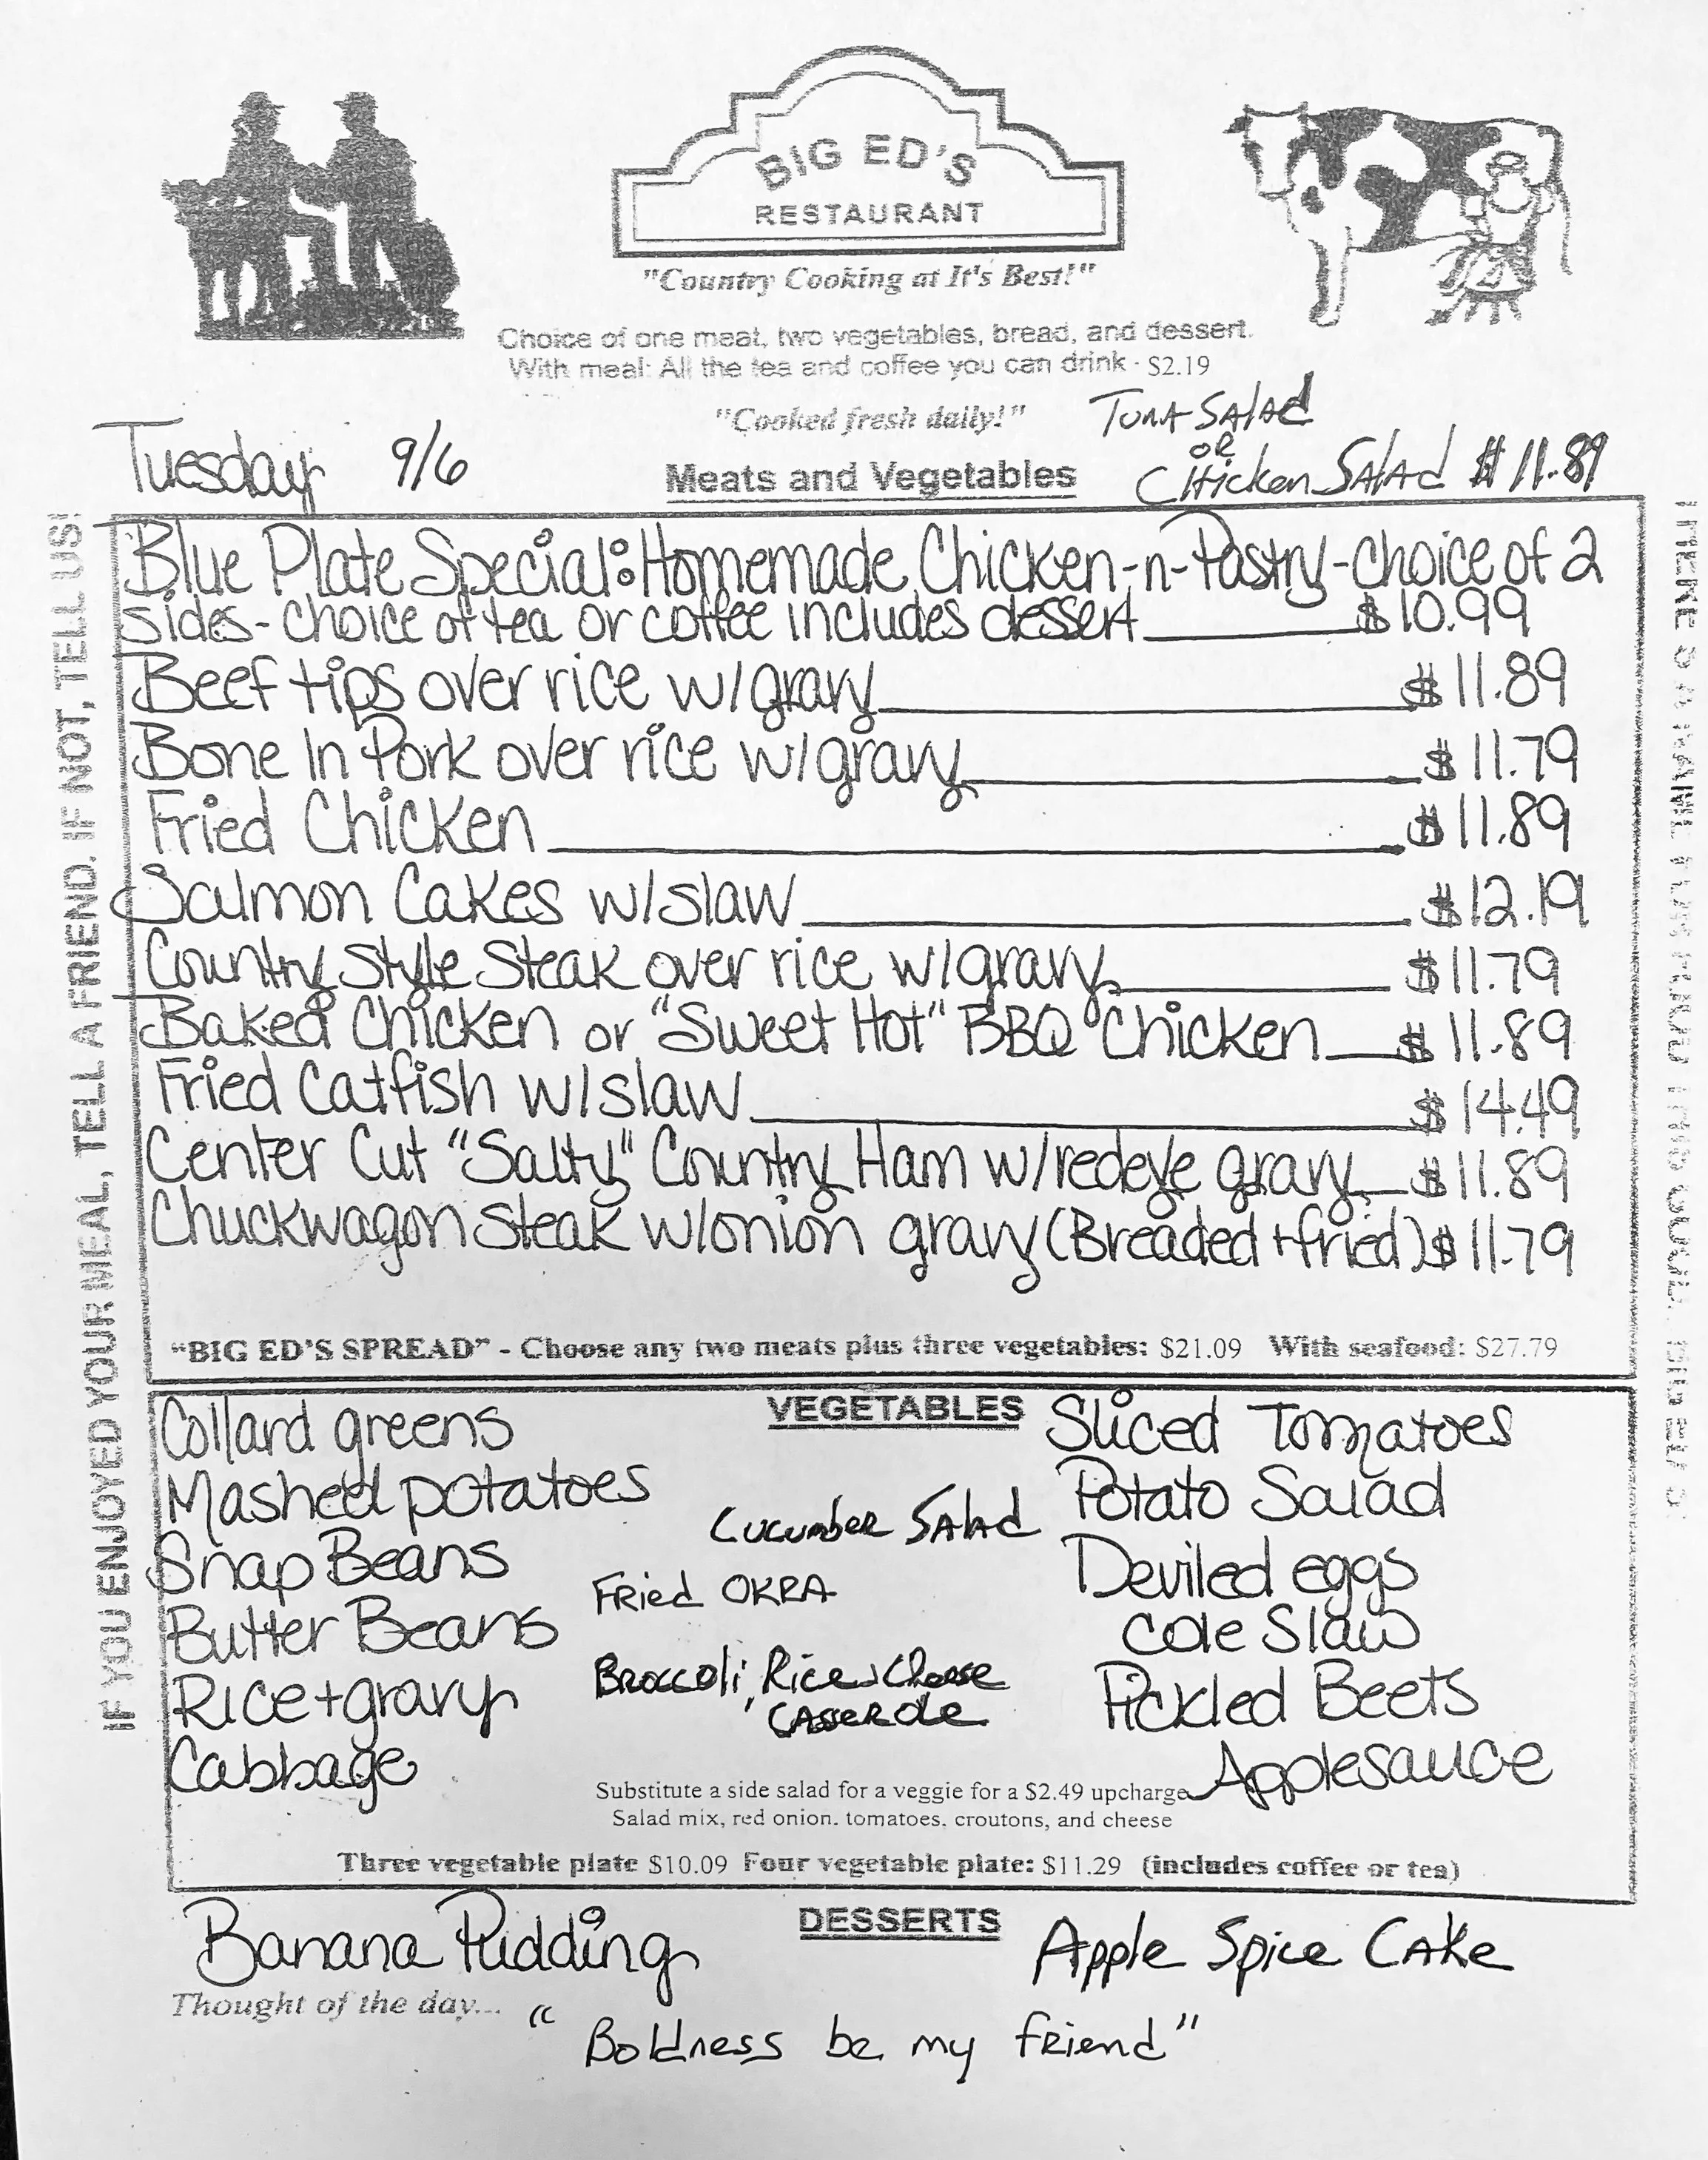 BIG ED'S
RESTAURANT
"Country Cooking at It's Best!"
Choice of one meat, two vegetables, bread, and dessert.
With meal: All the tea and coffee you can drink - $2.19
"Cooked fresh daily!"
Tuna Salad
or
Chicken Salad $11.89
Tuesday 9/6
Meats and Vegetables
Blue Plate Special: Homemade Chicken-n-Pastry-choice of 2
sides-choice of tea or coffee includes dessert $10.99
Beef tips over rice w/gravy $11.89
Bone In Pork over rice w/gravy $11.79
Fried Chicken $11.89
Salmon Cakes w/slaw $12.19
Country Style Steak over rice w/gravy $11.79
Baked Chicken or "Sweet Hot" BBQ Chicken $11.89
Fried Catfish w/slaw $14.49
Center Cut "Salty" Country Ham w/redeye gravy $11.89
Chuckwagon Steak w/onion gravy (Breaded + fried) $11.79
"BIG ED'S SPREAD" - Choose any two meats plus three vegetables: $21.09 With seafood: $27.79
VEGETABLES
Collard greens
Mashed potatoes
Snap Beans
Butter Beans
Rice + gravy
Cabbage
Cucumber Salad
Fried OKRA
Broccoli, Rice, Cheese
Casserole
Sliced Tomatoes
Potato Salad
Deviled eggs
Cole Slaw
Pickled Beets
Applesauce
Substitute a side salad for a veggie for a $2.49 upcharge
Salad mix, red onion, tomatoes, croutons, and cheese
Three vegetable plate $10.09 Four vegetable plate: $11.29 (includes coffee or tea)
DESSERTS
Banana Pudding
Apple Spice Cake
Thought of the day...
"Boldness be my friend"
IF YOU ENJOYED YOUR MEAL, TELL A FRIEND. IF NOT, TELL US!